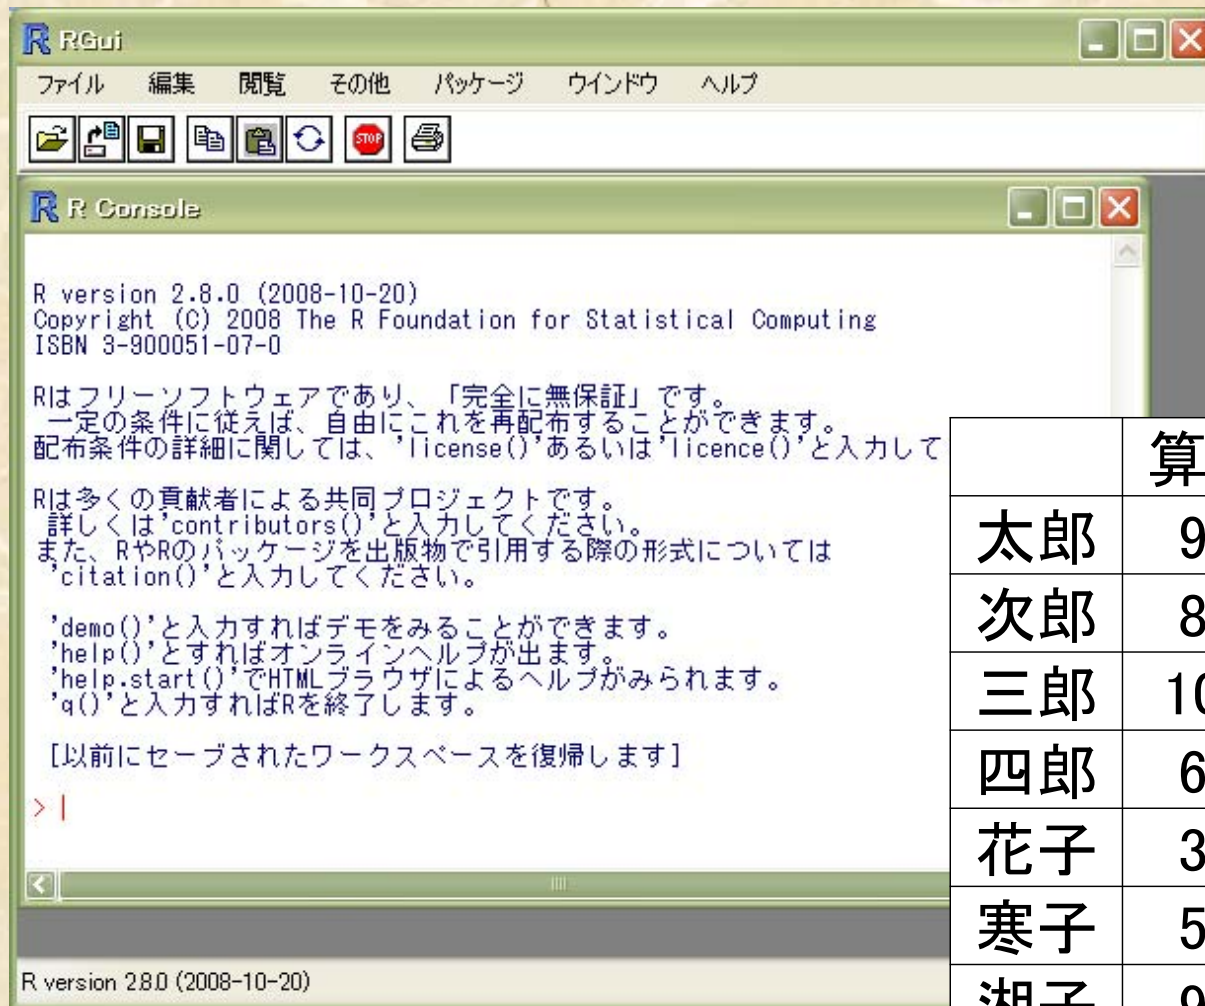 RGui
ファイル 編集 閲覧 その他 パッケージ ウインドウ ヘルプ
STOP
R Console
R version 2.8.0 (2008-10-20)
Copyright (C) 2008 The R Foundation for Statistical Computing
ISBN 3-900051-07-0
Rはフリーソフトウェアであり、「完全に無保証」です。
一定の条件に従えば、自由にこれを再配布することができます。
配布条件の詳細に関しては、'license()'あるいは'licence()'と入力して
Rは多くの貢献者による共同プロジェクトです。
詳しくは'contributors()'と入力してください。
また、RやRのパッケージを出版物で引用する際の形式については
'citation()'と入力してください。
'demo()'と入力すればデモをみることができます。
'help()'とすればオンラインヘルプが出ます。
'help.start()'でHTMLブラウザによるヘルプがみられます。
'q()'と入力すればRを終了します。
[以前にセーブされたワークスペースを復帰します]
>
R version 2.8.0 (2008-10-20)
算
太郎 9
次郎 8
三郎 10
四郎 6
花子 3
寒子 5
湘子 9